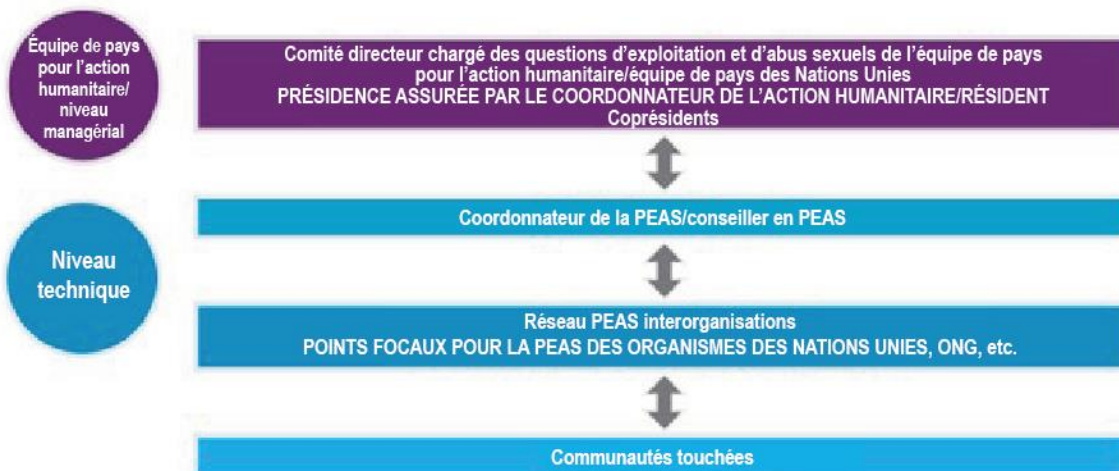 Équipe de pays
pour l'action
humanitaire/
niveau
managérial
Comité directeur chargé des questions d'exploitation et d'abus sexuels de l'équipe de pays
pour l'action humanitaire/équipe de pays des Nations Unies
PRÉSIDENCE ASSURÉE PAR LE COORDONNATEUR DE L'ACTION HUMANITAIRE/RÉSIDENT
Coprésidents
Niveau
technique
Coordonnateur de la PEAS/conseiller en PEAS
Réseau PEAS interorganisations
POINTS FOCAUX POUR LA PEAS DES ORGANISMES DES NATIONS UNIES, ONG, etc.
Communautés touchées